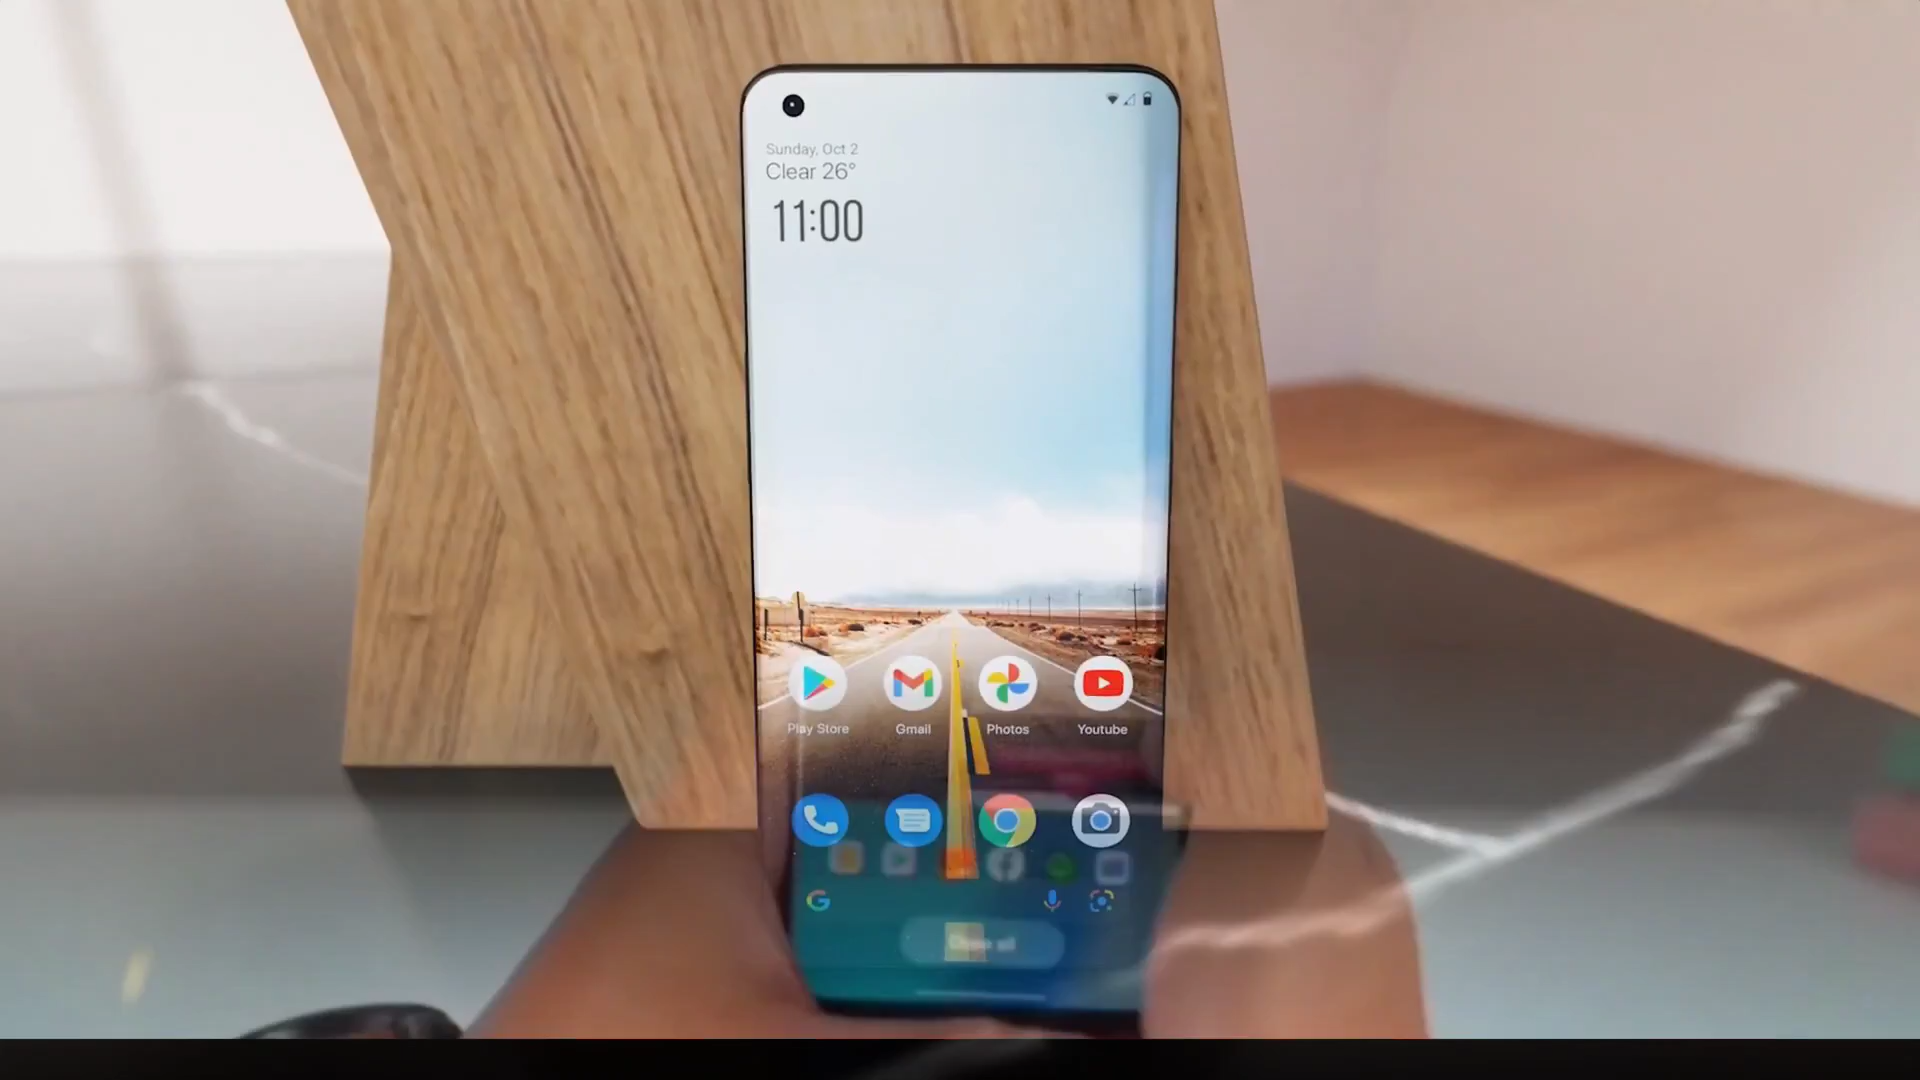 Sunday, Oct 2
Clear 26°
11:00
Play Store
Gmail
Photos
Youtube